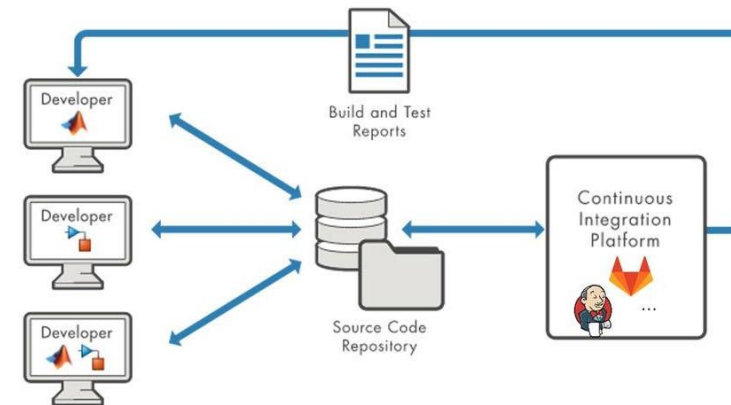 Developer
Build and Test
Reports
Developer
Continuous
Integration
Platform
...
Source Code
Repository
Developer